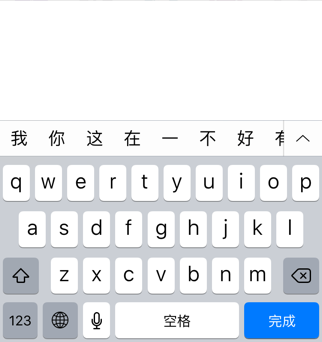 我 你 这 在 一 不 好 有
q w e r t y u i o p
a s d f g h j k l
z x c v b n m
123 空格 完成